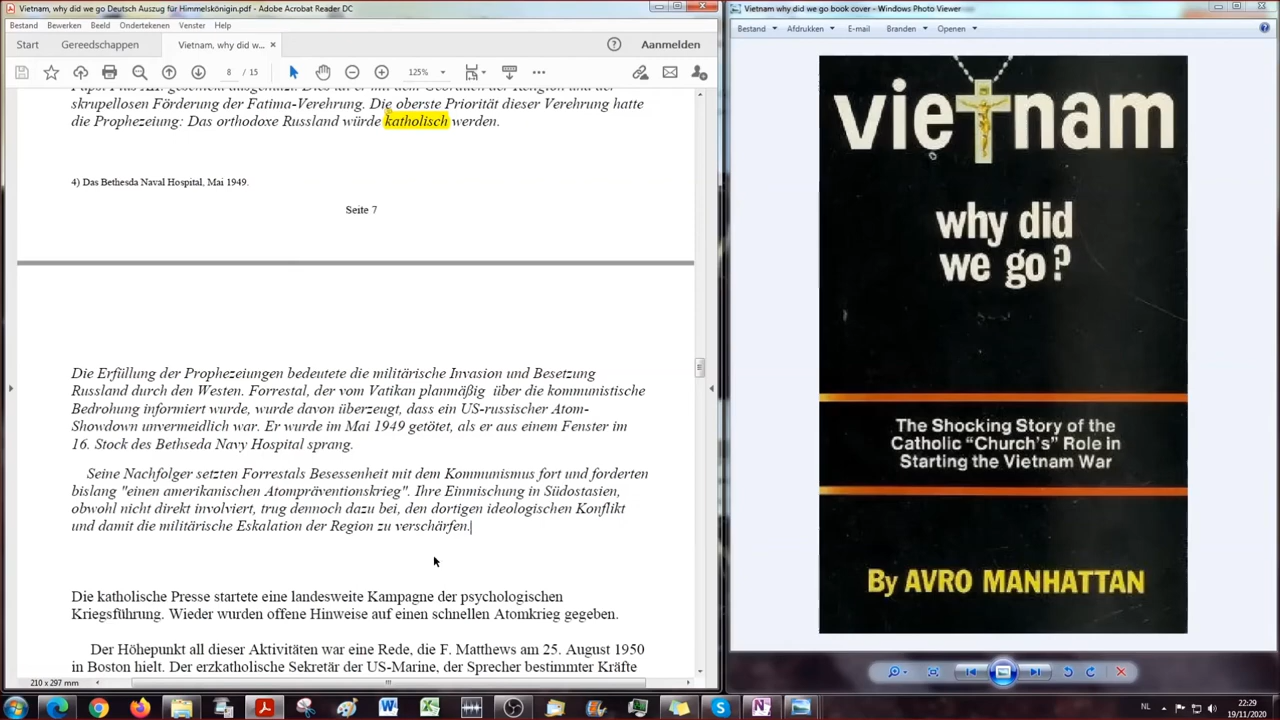 Vietnam, why did we go Deutsch Auszug für Himmelskönigin.pdf - Adobe Acrobat Reader DC
Bestand Bewerken Beeld Ondertekenen Venster Help
Start Gereedschappen Vietnam, why did w... × Aanmelden
8 / 15 125%
skrupellosen Förderung der Fatima-Verehrung. Die oberste Priorität dieser Verehrung hatte
die Prophezeiung: Das orthodoxe Russland würde katholisch werden.
4) Das Bethesda Naval Hospital, Mai 1949.
Seite 7
Die Erfüllung der Prophezeiungen bedeutete die militärische Invasion und Besetzung
Russland durch den Westen. Forrestal, der vom Vatikan planmäßig über die kommunistische
Bedrohung informiert wurde, wurde davon überzeugt, dass ein US-russischer Atom-
Showdown unvermeidlich war. Er wurde im Mai 1949 getötet, als er aus einem Fenster im
16. Stock des Bethseda Navy Hospital sprang.
Seine Nachfolger setzten Forrestals Besessenheit mit dem Kommunismus fort und forderten
bislang "einen amerikanischen Atompräventionskrieg". Ihre Einmischung in Südostasien,
obwohl nicht direkt involviert, trug dennoch dazu bei, den dortigen ideologischen Konflikt
und damit die militärische Eskalation der Region zu verschärfen.
Die katholische Presse startete eine landesweite Kampagne der psychologischen
Kriegsführung. Wieder wurden offene Hinweise auf einen schnellen Atomkrieg gegeben.
Der Höhepunkt all dieser Aktivitäten war eine Rede, die F. Matthews am 25. August 1950
in Boston hielt. Der erzkatholische Sekretär der US-Marine, der Sprecher bestimmter Kräfte
210 x 297 mm
Vietnam why did we go book cover - Windows Photo Viewer
Bestand Afdrukken E-mail Branden Openen
vietnam
why did
we go?
The Shocking Story of the
Catholic "Church's" Role in
Starting the Vietnam War
By AVRO MANHATTAN
NL 22:29
19/11/2020